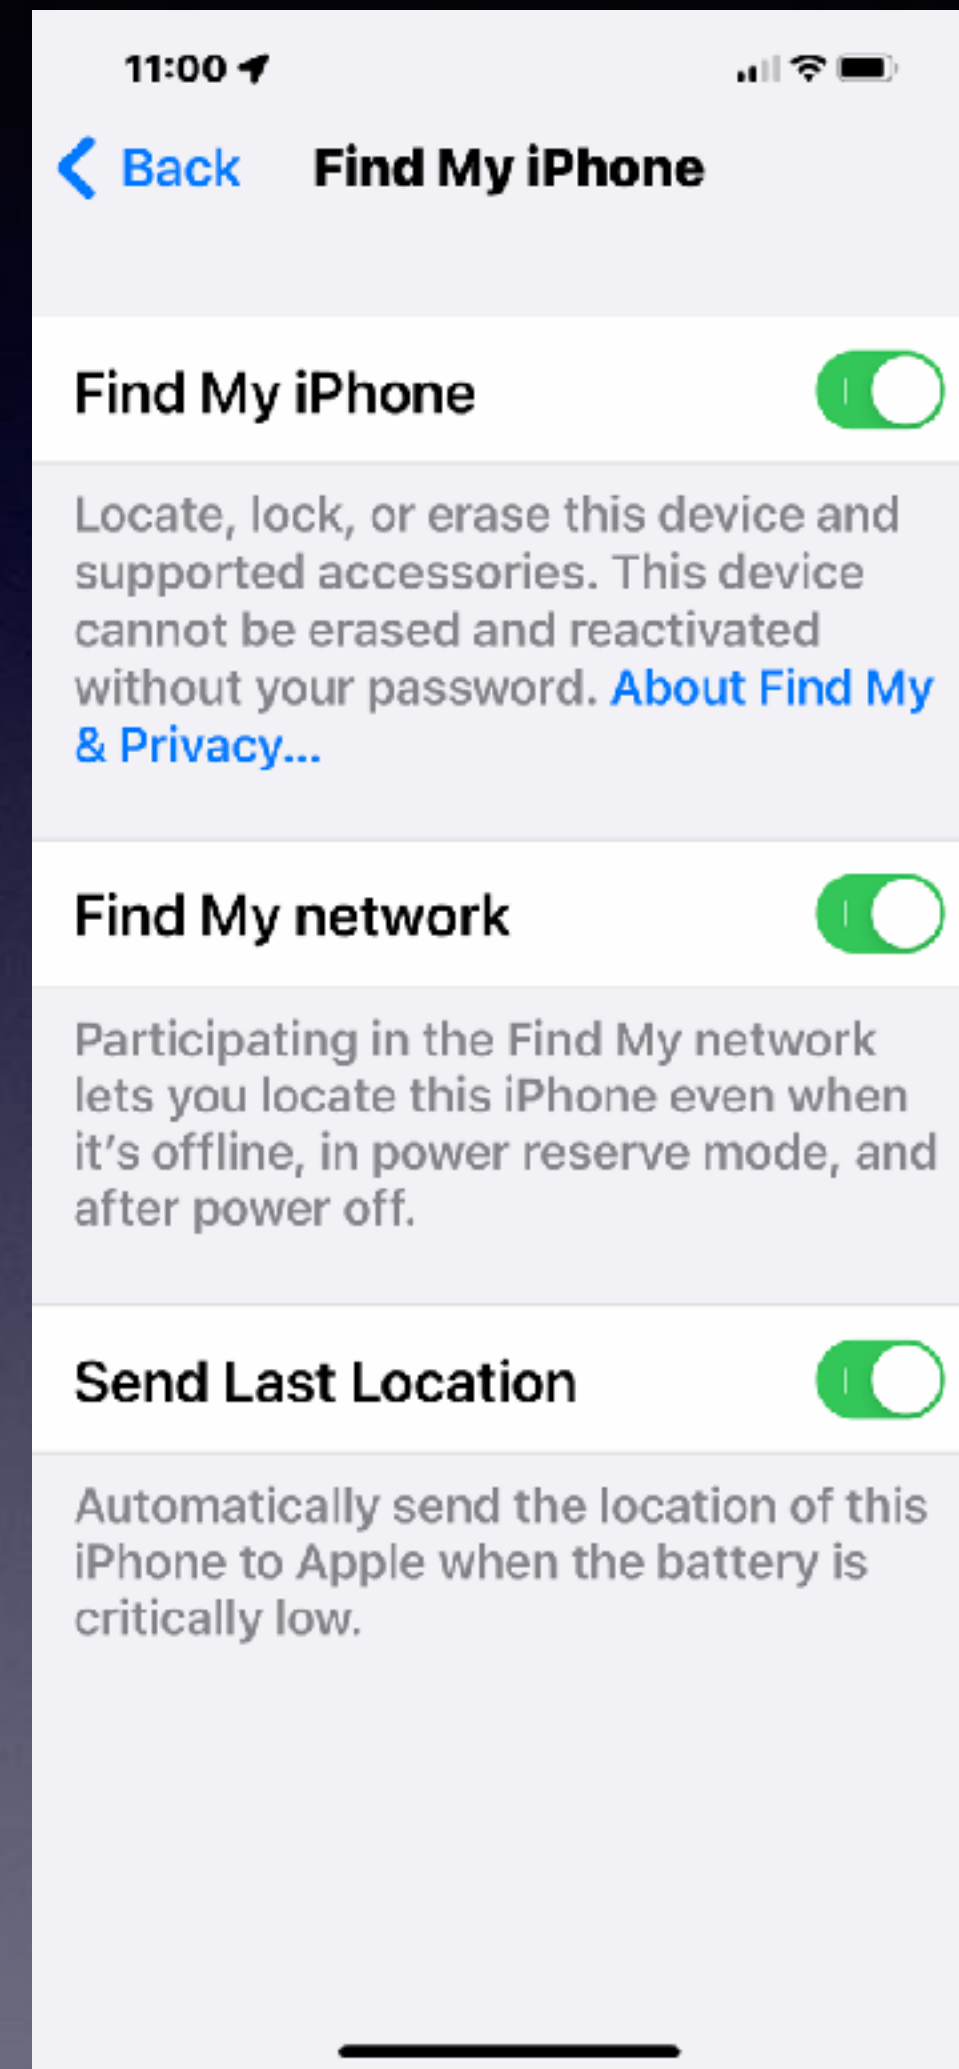 11:00
Back Find My iPhone
Find My iPhone
Locate, lock, or erase this device and
supported accessories. This device
cannot be erased and reactivated
without your password. About Find My
& Privacy...
Find My network
Participating in the Find My network
lets you locate this iPhone even when
it's offline, in power reserve mode, and
after power off.
Send Last Location
Automatically send the location of this
iPhone to Apple when the battery is
critically low.